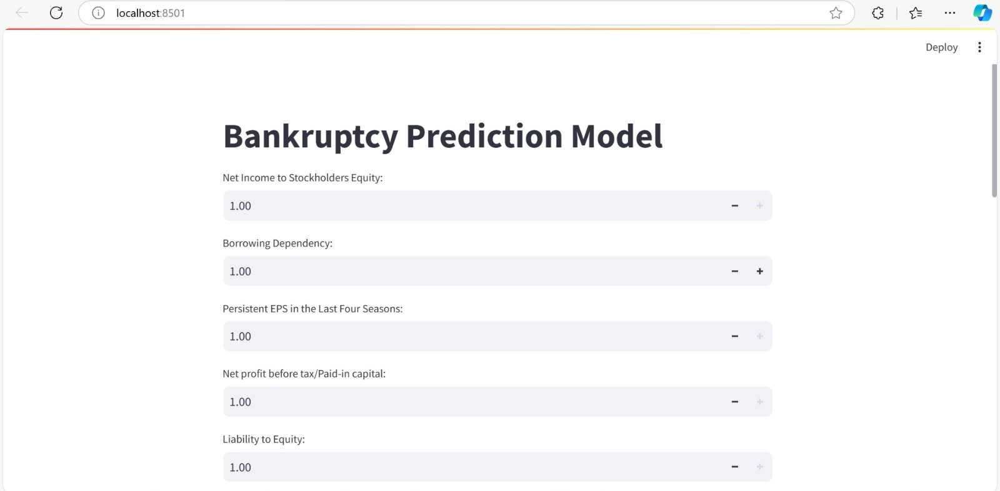 localhost:8501
Deploy
Bankruptcy Prediction Model
Net Income to Stockholders Equity:
1.00
Borrowing Dependency:
1.00
Persistent EPS in the Last Four Seasons:
1.00
Net profit before tax/Paid-in capital:
1.00
Liability to Equity:
1.00